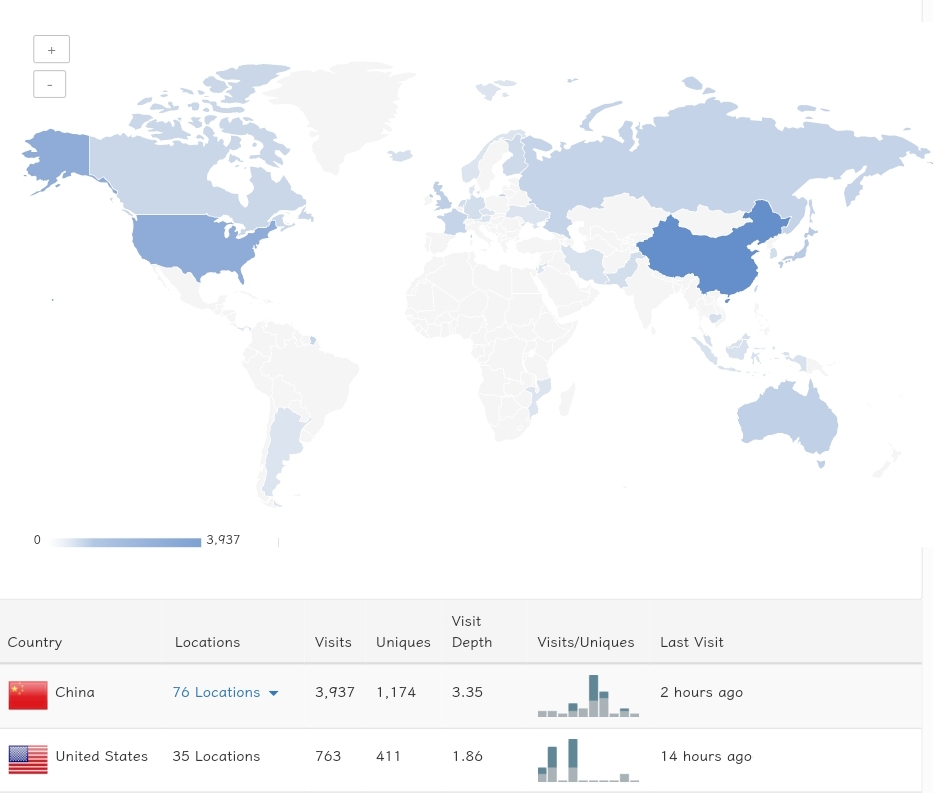 +
-
0 3,937
Country Locations Visits Uniques Visit Depth Visits/Uniques Last Visit
China 76 Locations 3,937 1,174 3.35 2 hours ago
United States 35 Locations 763 411 1.86 14 hours ago